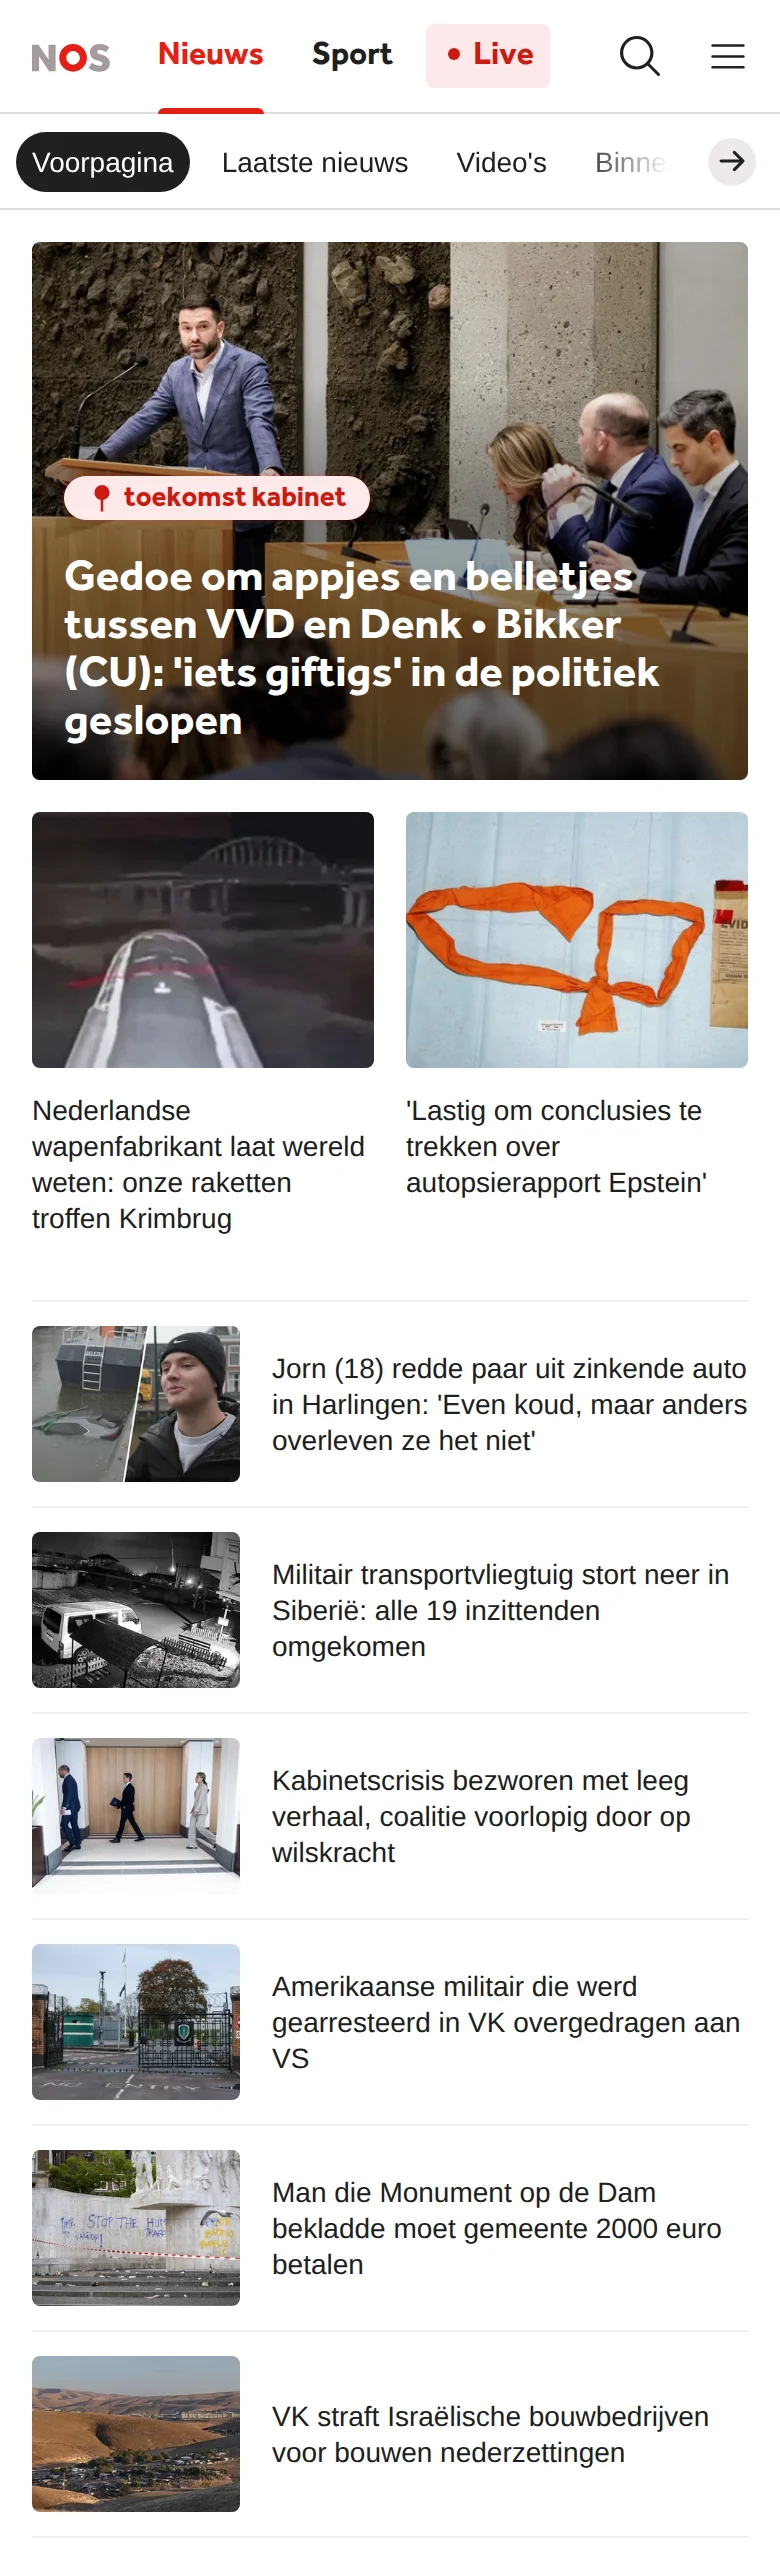 NOS
Nieuws
Sport
Live
Voorpagina
Laatste nieuws
Video's
Binne
toekomst kabinet
Gedoe om appjes en belletjes
tussen VVD en Denk • Bikker
(CU): 'iets giftigs' in de politiek
geslopen
Nederlandse
wapenfabrikant laat wereld
weten: onze raketten
troffen Krimbrug
'Lastig om conclusies te
trekken over
autopsierapport Epstein'
Jorn (18) redde paar uit zinkende auto
in Harlingen: 'Even koud, maar anders
overleven ze het niet'
Militair transportvliegtuig stort neer in
Siberië: alle 19 inzittenden
omgekomen
Kabinetscrisis bezworen met leeg
verhaal, coalitie voorlopig door op
wilskracht
Amerikaanse militair die werd
gearresteerd in VK overgedragen aan
VS
NO ENTRY
Man die Monument op de Dam
bekladde moet gemeente 2000 euro
betalen
STOP THE
VK straft Israëlische bouwbedrijven
voor bouwen nederzettingen